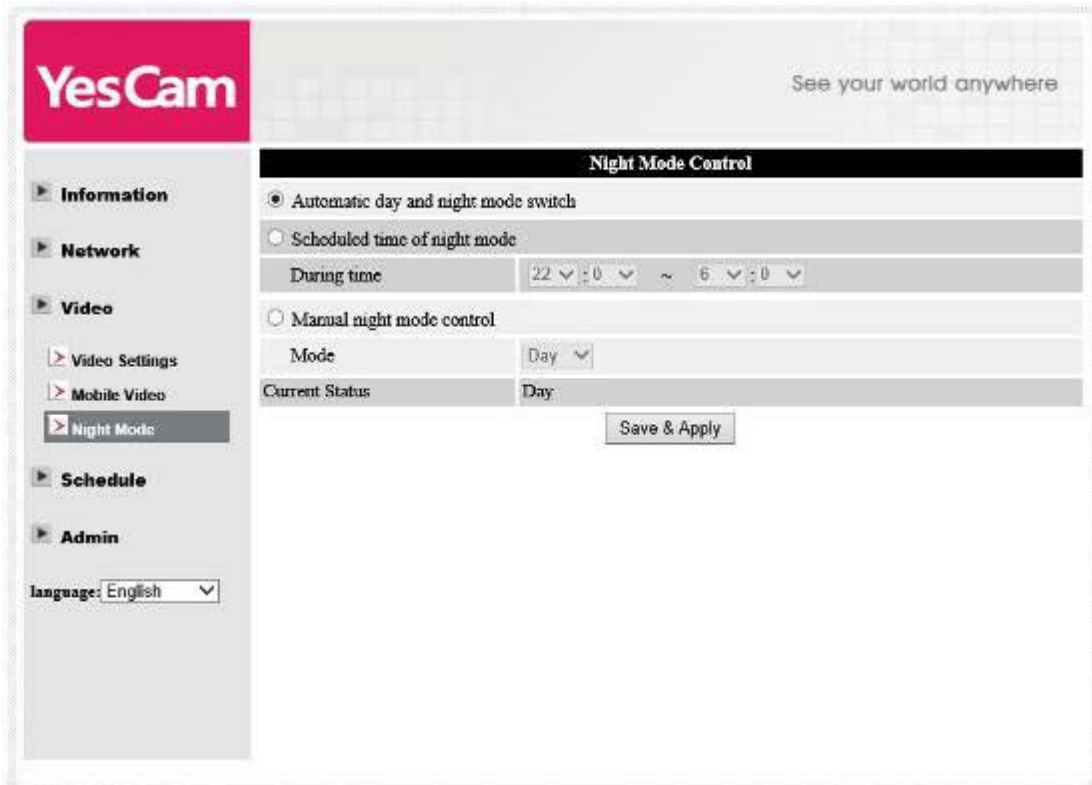 YesCam
See your world anywhere
Information
Network
Video
Video Settings
Mobile Video
Night Mode
Schedule
Admin
language: English
Night Mode Control
Automatic day and night mode switch
Scheduled time of night mode
During time 22 : 0 ~ 6 : 0
Manual night mode control
Mode Day
Current Status Day
Save & Apply